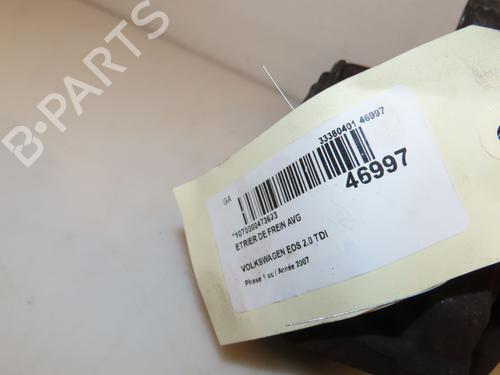 B-PARTS
33380401 46997
GA
46997
ETRIER DE FREIN AVG
VOLKSWAGEN EOS 2.0 TDI
Phase 1 cc / Année 2007